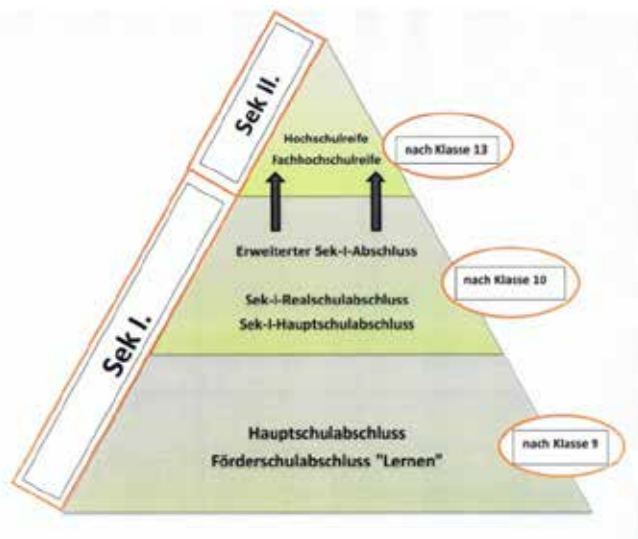 Sek II.
Hochschulreife
Fachhochschulreife
nach Klasse 13
Sek I.
Erweiterter Sek-I-Abschluss
nach Klasse 10
Sek-I-Realschulabschluss
Sek-I-Hauptschulabschluss
Hauptschulabschluss
Förderschulabschluss "Lernen"
nach Klasse 9